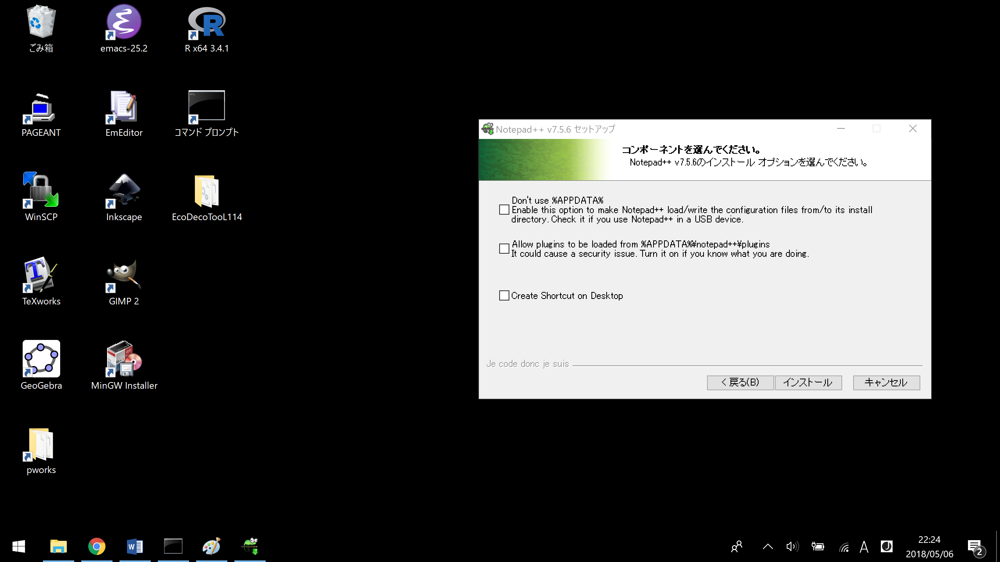 ごみ箱
emacs-25.2
R x64 3.4.1
PAGEANT
EmEditor
コマンド プロンプト
WinSCP
Inkscape
EcoDecoTooL114
TeXworks
GIMP 2
GeoGebra
MinGW Installer
pworks
Notepad++ v7.5.6 セットアップ
コンポーネントを選んでください。
Notepad++ v7.5.6のインストール オプションを選んでください。
Don't use %APPDATA%
Enable this option to make Notepad++ load/write the configuration files from/to its install
directory. Check it if you use Notepad++ in a USB device.
Allow plugins to be loaded from %APPDATA%¥notepad++¥plugins
It could cause a security issue. Turn it on if you know what you are doing.
Create Shortcut on Desktop
Je code donc je suis
< 戻る(B)
インストール
キャンセル
A
22:24
2018/05/06
2